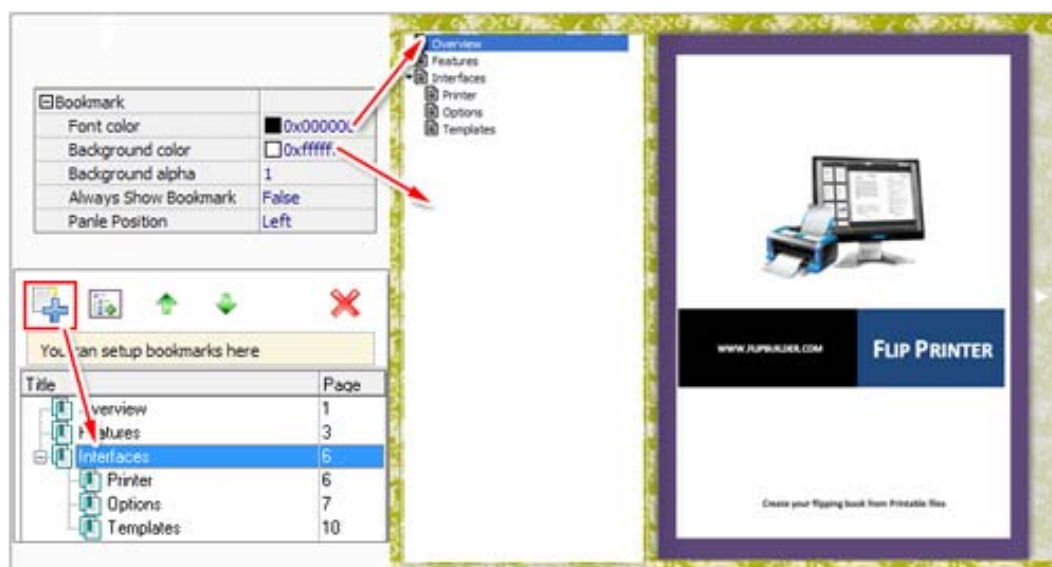 Bookmark
Font color 0x000000
Background color 0xfffff
Background alpha 1
Always Show Bookmark False
Panle Position Left
You can setup bookmarks here
Title Page
Overview 1
Features 3
Interfaces 6
Printer 6
Options 7
Templates 10
Overview
Features
Interfaces
Printer
Options
Templates
WWW.FLIPBUILDER.COM
FLIP PRINTER
Create your flipping book from Printable files